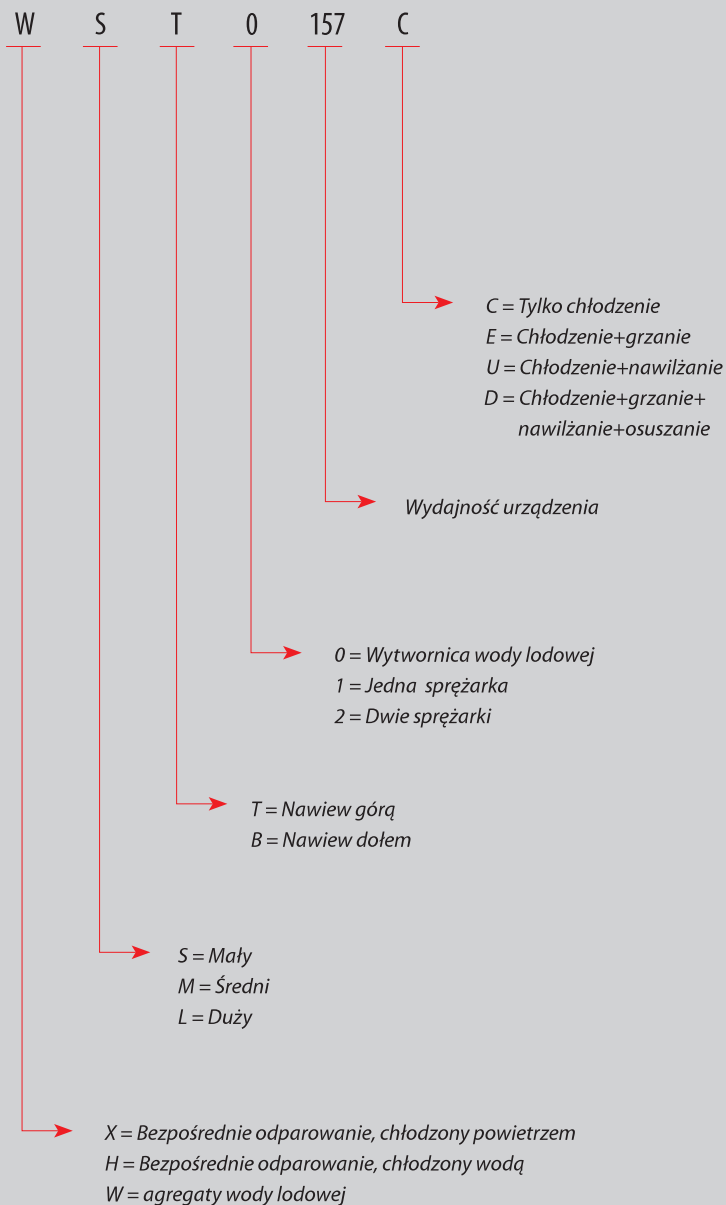 W S T 0 157 C
C = Tylko chłodzenie
E = Chłodzenie+grzanie
U = Chłodzenie+nawilżanie
D = Chłodzenie+grzanie+
nawilżanie+osuszanie
Wydajność urządzenia
0 = Wytwornica wody lodowej
1 = Jedna sprężarka
2 = Dwie sprężarki
T = Nawiew górą
B = Nawiew dołem
S = Mały
M = Średni
L = Duży
X = Bezpośrednie odparowanie, chłodzony powietrzem
H = Bezpośrednie odparowanie, chłodzony wodą
W = agregaty wody lodowej